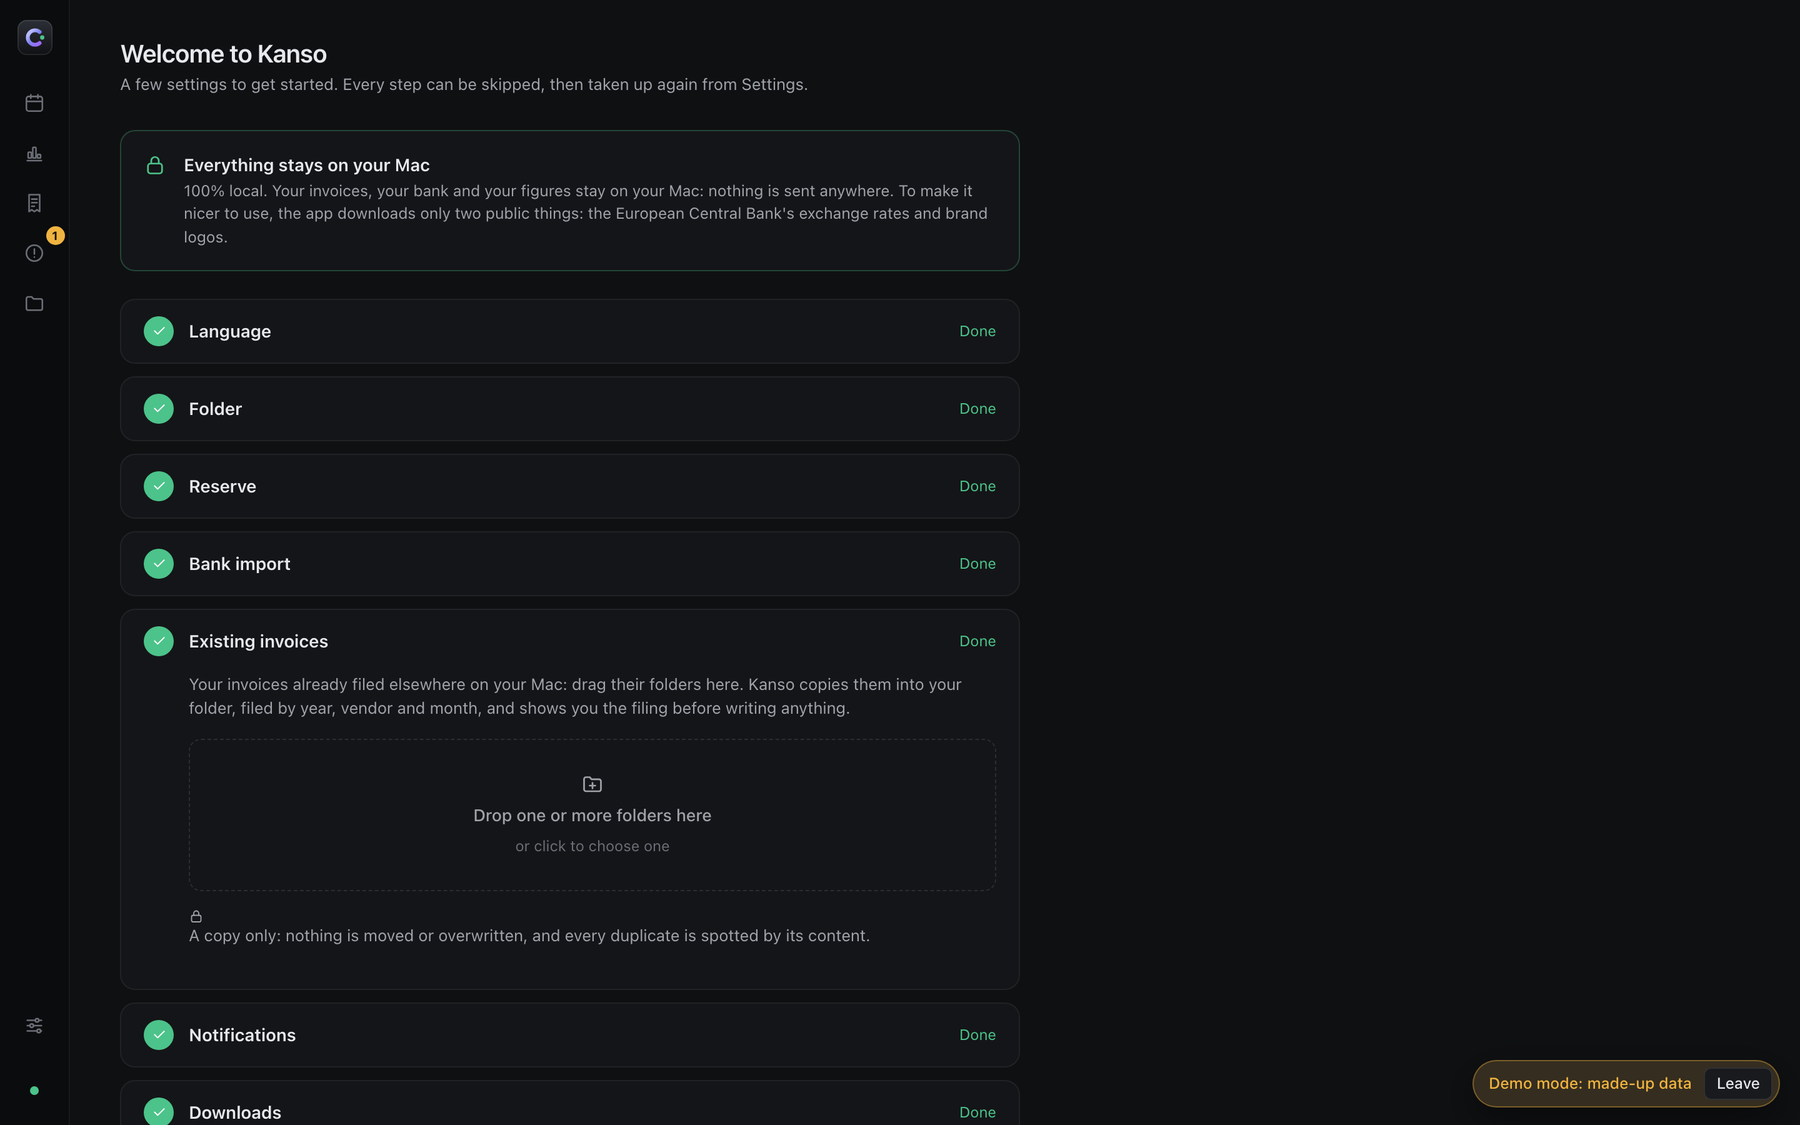 Welcome to Kanso
A few settings to get started. Every step can be skipped, then taken up again from Settings.
Everything stays on your Mac
100% local. Your invoices, your bank and your figures stay on your Mac: nothing is sent anywhere. To make it
nicer to use, the app downloads only two public things: the European Central Bank's exchange rates and brand
logos.
1
Language
Done
Folder
Done
Reserve
Done
Bank import
Done
Existing invoices
Done
Your invoices already filed elsewhere on your Mac: drag their folders here. Kanso copies them into your
folder, filed by year, vendor and month, and shows you the filing before writing anything.
Drop one or more folders here
or click to choose one
A copy only: nothing is moved or overwritten, and every duplicate is spotted by its content.
Notifications
Done
Demo mode: made-up data
Leave
Downloads
Done